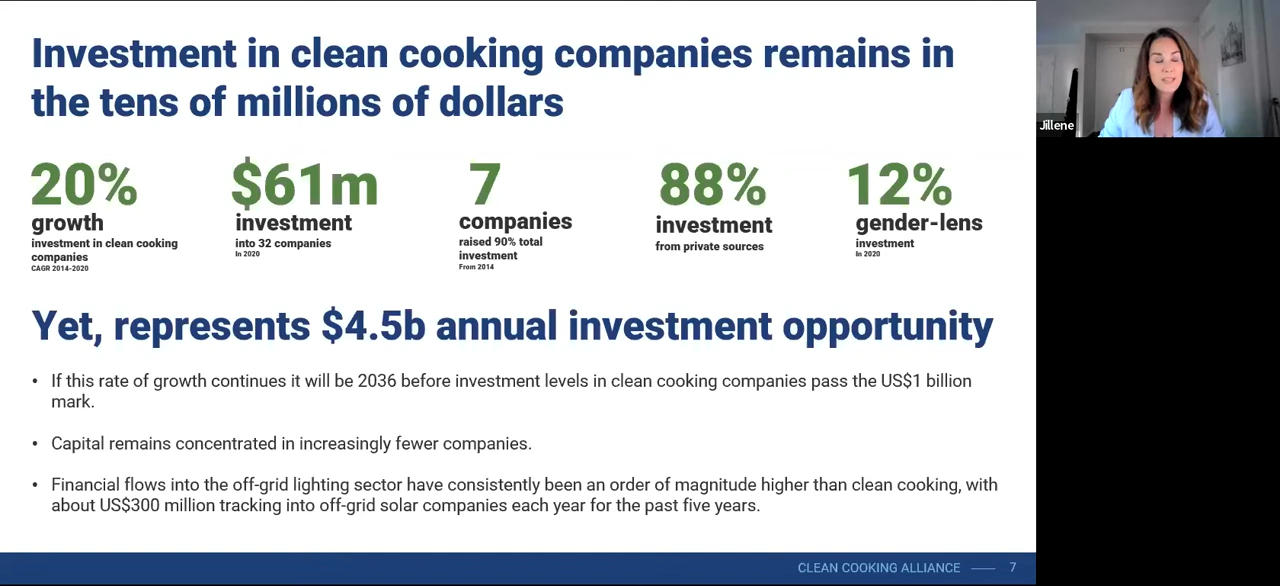 Investment in clean cooking companies remains in
the tens of millions of dollars
20%
growth
investment in clean cooking
companies
CAGR 2014-2020
$61m
investment
into 32 companies
In 2020
7
companies
raised 90% total
investment
From 2014
88%
investment
from private sources
12%
gender-lens
investment
In 2020
Yet, represents $4.5b annual investment opportunity
• If this rate of growth continues it will be 2036 before investment levels in clean cooking companies pass the US$1 billion
mark.
• Capital remains concentrated in increasingly fewer companies.
• Financial flows into the off-grid lighting sector have consistently been an order of magnitude higher than clean cooking, with
about US$300 million tracking into off-grid solar companies each year for the past five years.
CLEAN COOKING ALLIANCE 7
Jillene